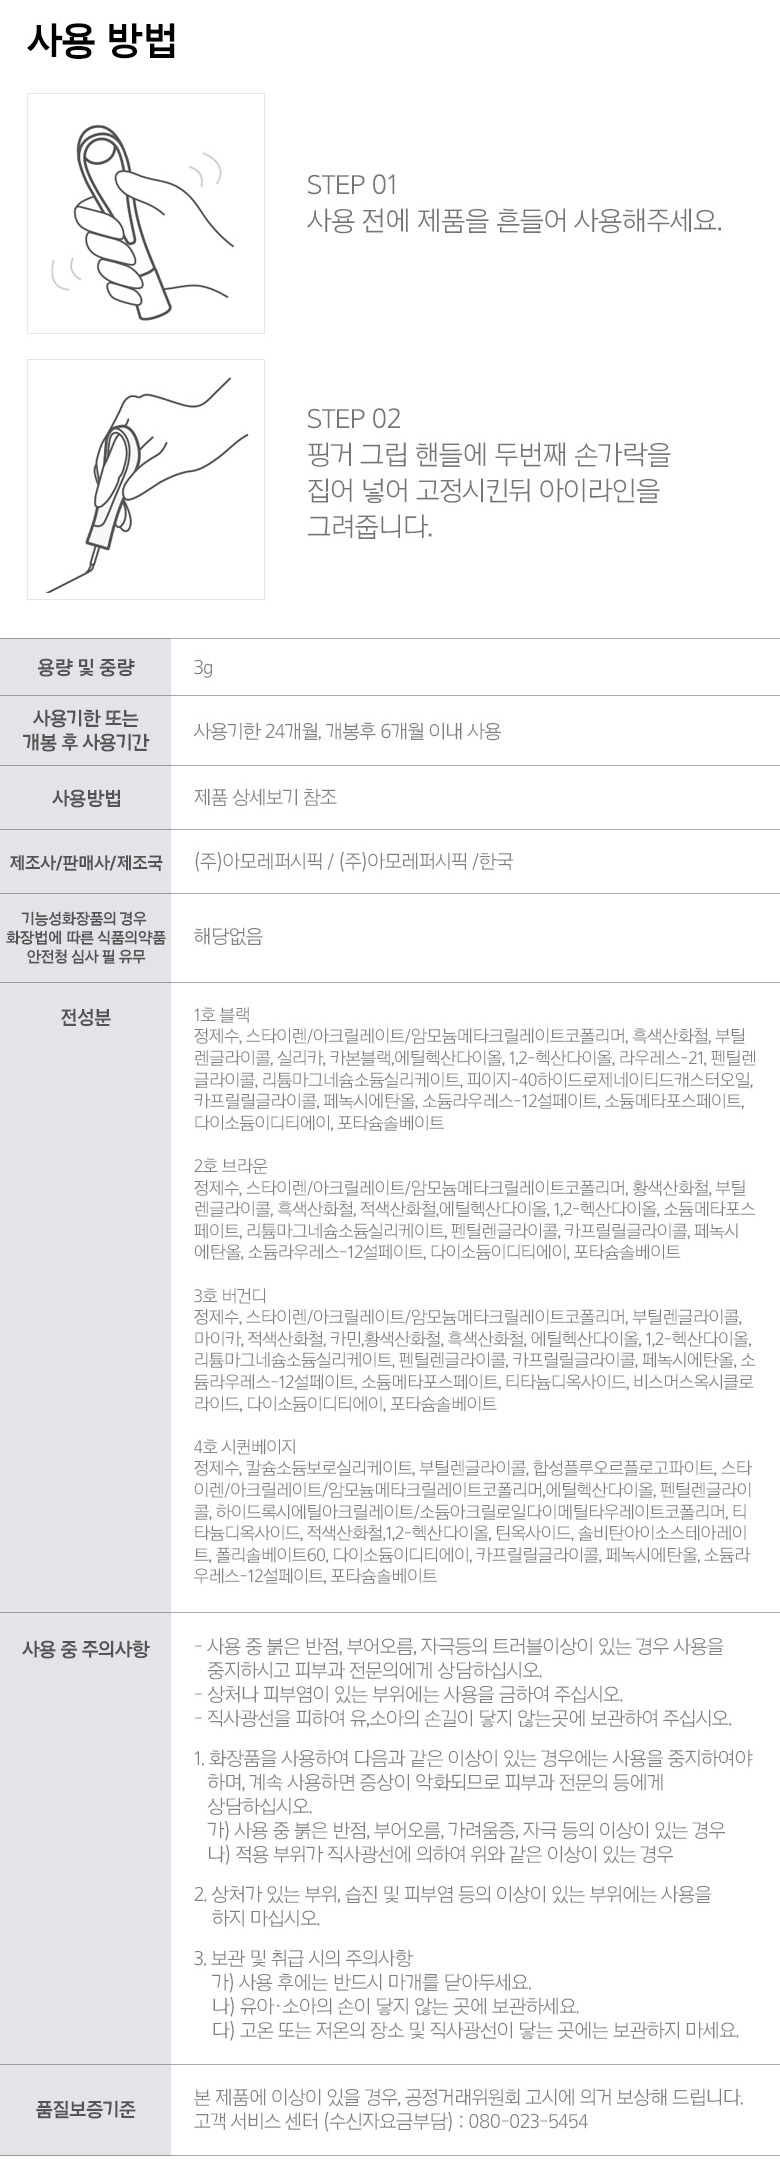 사용 방법
STEP 01
사용 전에 제품을 흔들어 사용해주세요.
STEP 02
핑거 그립 핸들에 두번째 손가락을
집어 넣어 고정시킨뒤 아이라인을
그려줍니다.
용량 및 중량
3g
사용기한 또는
개봉 후 사용기간
사용기한 24개월, 개봉후 6개월 이내 사용
사용방법
제품 상세보기 참조
제조사/판매사/제조국
(주)아모레퍼시픽 / (주)아모레퍼시픽 /한국
기능성화장품의 경우
화장법에 따른 식품의약품
안전청 심사 필 유무
해당없음
전성분
1호 블랙
정제수, 스타이렌/아크릴레이트/암모늄메타크릴레이트코폴리머, 흑색산화철, 부틸
렌글라이콜, 실리카, 카본블랙,에틸헥산다이올, 1,2-헥산다이올, 라우레스-21, 펜틸렌
글라이콜, 리튬마그네슘소듐실리케이트, 피이지-40하이드로제네이티드캐스터오일,
카프릴릴글라이콜, 페녹시에탄올, 소듐라우레스-12설페이트, 소듐메타포스페이트,
다이소듐이디티에이, 포타슘솔베이트
2호 브라운
정제수, 스타이렌/아크릴레이트/암모늄메타크릴레이트코폴리머, 황색산화철, 부틸
렌글라이콜, 흑색산화철, 적색산화철,에틸헥산다이올, 1,2-헥산다이올, 소듐메타포스
페이트, 리튬마그네슘소듐실리케이트, 펜틸렌글라이콜, 카프릴릴글라이콜, 페녹시
에탄올, 소듐라우레스-12설페이트, 다이소듐이디티에이, 포타슘솔베이트
3호 버건디
정제수, 스타이렌/아크릴레이트/암모늄메타크릴레이트코폴리머, 부틸렌글라이콜,
마이카, 적색산화철, 카민,황색산화철, 흑색산화철, 에틸헥산다이올, 1,2-헥산다이올,
리튬마그네슘소듐실리케이트, 펜틸렌글라이콜, 카프릴릴글라이콜, 페녹시에탄올, 소
듐라우레스-12설페이트, 소듐메타포스페이트, 티타늄디옥사이드, 비스머스옥시클로
라이드, 다이소듐이디티에이, 포타슘솔베이트
4호 시퀸베이지
정제수, 칼슘소듐보로실리케이트, 부틸렌글라이콜, 합성플루오르플로고파이트, 스타
이렌/아크릴레이트/암모늄메타크릴레이트코폴리머,에틸헥산다이올, 펜틸렌글라이
콜, 하이드록시에틸아크릴레이트/소듐아크릴로일다이메틸타우레이트코폴리머, 티
타늄디옥사이드, 적색산화철,1,2-헥산다이올, 틴옥사이드, 솔비탄아이소스테아레이
트, 폴리솔베이트60, 다이소듐이디티에이, 카프릴릴글라이콜, 페녹시에탄올, 소듐라
우레스-12설페이트, 포타슘솔베이트
사용 중 주의사항
- 사용 중 붉은 반점, 부어오름, 자극등의 트러블이상이 있는 경우 사용을
중지하시고 피부과 전문의에게 상담하십시오.
- 상처나 피부염이 있는 부위에는 사용을 금하여 주십시오.
- 직사광선을 피하여 유,소아의 손길이 닿지 않는곳에 보관하여 주십시오.
1. 화장품을 사용하여 다음과 같은 이상이 있는 경우에는 사용을 중지하여야
하며, 계속 사용하면 증상이 악화되므로 피부과 전문의 등에게
상담하십시오.
가) 사용 중 붉은 반점, 부어오름, 가려움증, 자극 등의 이상이 있는 경우
나) 적용 부위가 직사광선에 의하여 위와 같은 이상이 있는 경우
2. 상처가 있는 부위, 습진 및 피부염 등의 이상이 있는 부위에는 사용을
하지 마십시오.
3. 보관 및 취급 시의 주의사항
가) 사용 후에는 반드시 마개를 닫아두세요.
나) 유아·소아의 손이 닿지 않는 곳에 보관하세요.
다) 고온 또는 저온의 장소 및 직사광선이 닿는 곳에는 보관하지 마세요.
품질보증기준
본 제품에 이상이 있을 경우, 공정거래위원회 고시에 의거 보상해 드립니다.
고객 서비스 센터 (수신자요금부담) : 080-023-5454